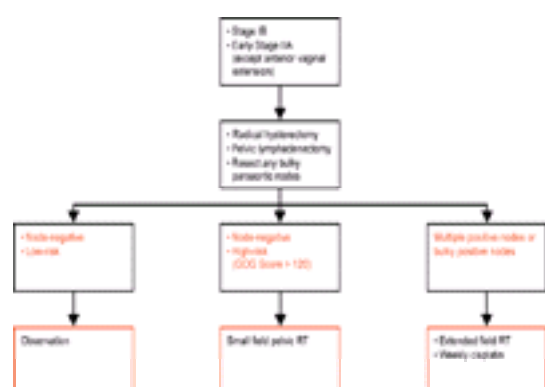 • Stage IB
• Early Stage IIA
(except anterior vaginal
extension)
• Radical hysterectomy
• Pelvic lymphadenectomy
• Resect any bulky
paraaortic nodes
• Node-negative
• Low-risk
• Node-negative
• High-risk
(GOG Score > 120)
Multiple positive nodes or
bulky positive nodes
Observation
Small field pelvic RT
• Extended field RT
• Weekly cisplatin